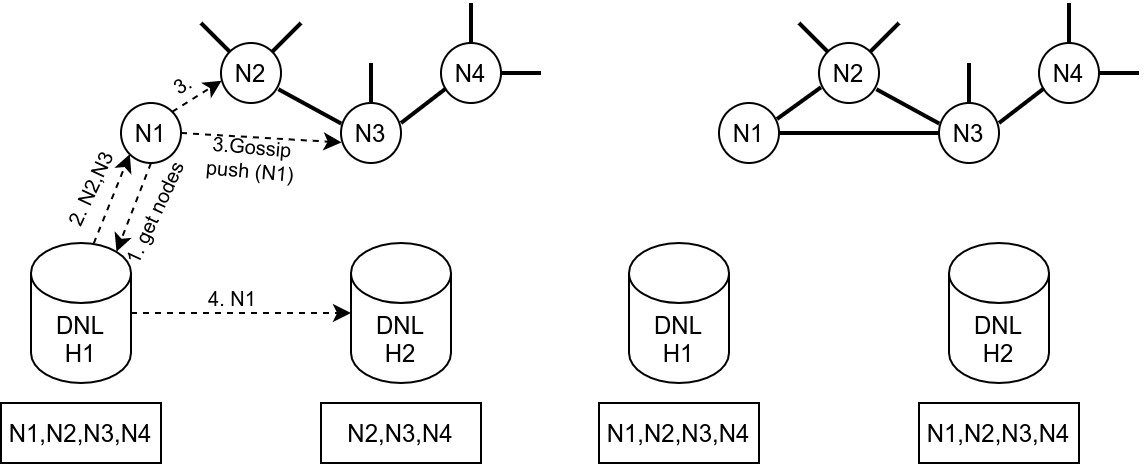 N2
N4
3.
N1
N3
3.Gossip
push (N1)
2. N2,N3
1. get nodes
4. N1
DNL
H1
DNL
H2
N1,N2,N3,N4
N2,N3,N4
N2
N4
N1
N3
DNL
H1
DNL
H2
N1,N2,N3,N4
N1,N2,N3,N4